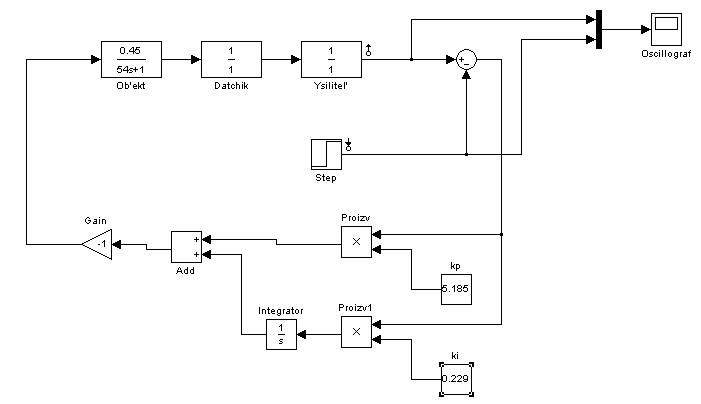 0.45
54s+1
Ob'ekt
1
1
Datchik
1
1
Ysilitel'
+
−
Oscillograf
Step
Gain
-1
+
+
Add
Proizv
×
kp
5.185
Integrator
1
s
Proizv1
×
ki
0.229